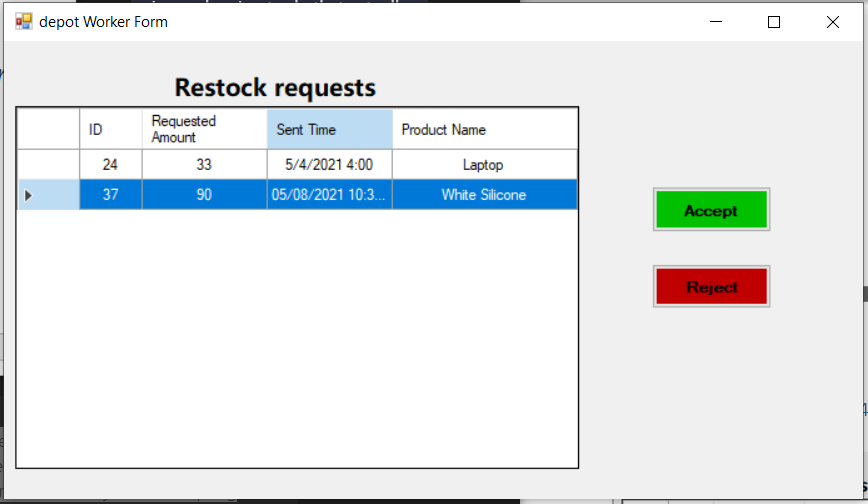 depot Worker Form
Restock requests
ID Requested Amount Sent Time Product Name
24 33 5/4/2021 4:00 Laptop
37 90 05/08/2021 10:3... White Silicone
Accept
Reject